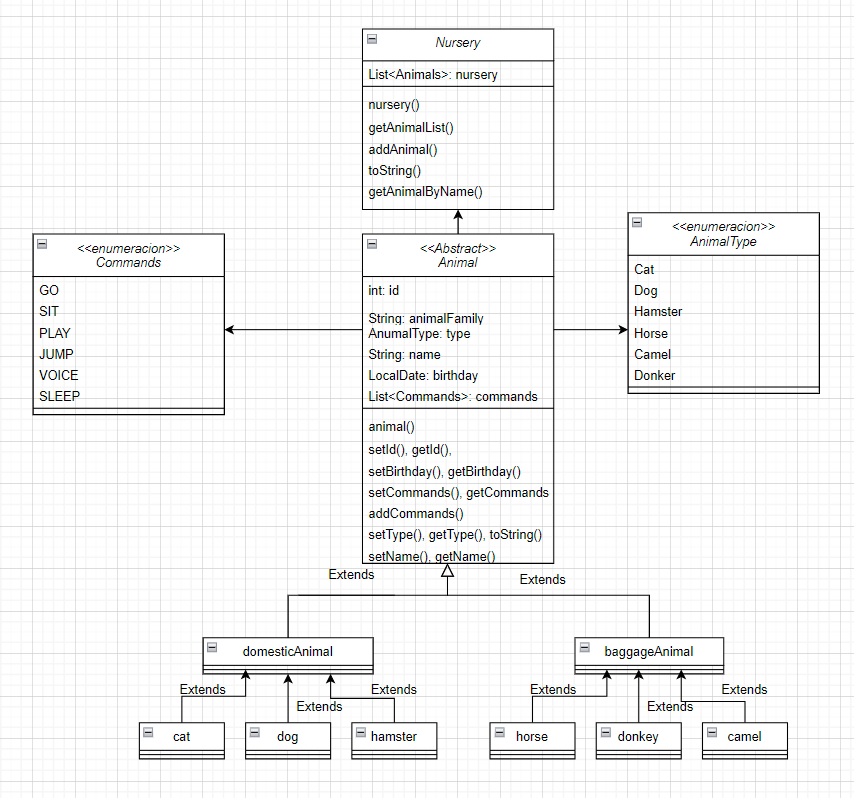 Nursery
List<Animals>: nursery
nursery()
getAnimalList()
addAnimal()
toString()
getAnimalByName()
<<enumeracion>>
Commands
GO
SIT
PLAY
JUMP
VOICE
SLEEP
<<Abstract>>
Animal
int: id
String: animalFamily
AnumalType: type
String: name
LocalDate: birthday
List<Commands>: commands
animal()
setId(), getId(),
setBirthday(), getBirthday()
setCommands(), getCommands
addCommands()
setType(), getType(), toString()
setName(), getName()
<<enumeracion>>
AnimalType
Cat
Dog
Hamster
Horse
Camel
Donker
Extends
Extends
domesticAnimal
baggageAnimal
Extends
Extends
Extends
cat
dog
hamster
Extends
Extends
Extends
horse
donkey
camel